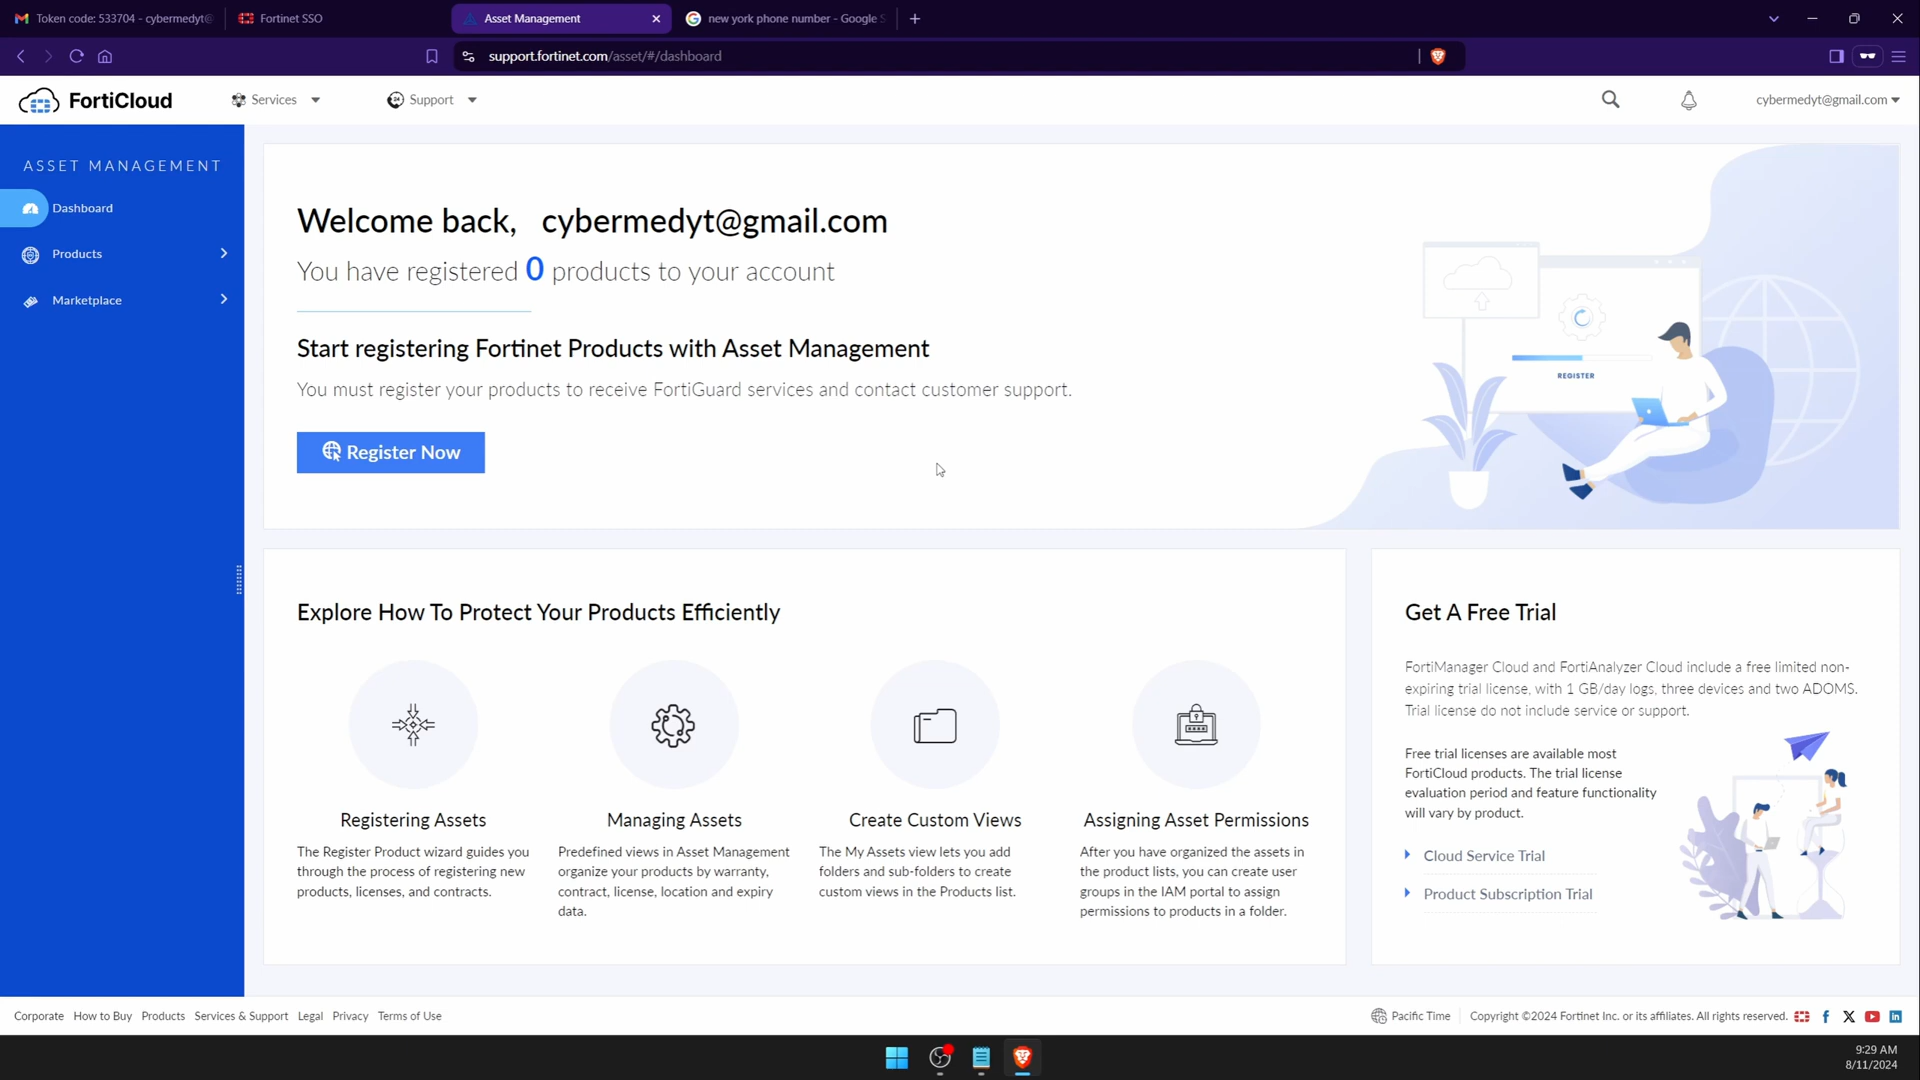 Token code: 533704 - cybermedyt@
Fortinet SSO
Asset Management
new york phone number - Google S
support.fortinet.com/asset/#/dashboard
FortiCloud
Services
Support
cybermedyt@gmail.com
ASSET MANAGEMENT
Dashboard
Products
Marketplace
Welcome back, cybermedyt@gmail.com
You have registered 0 products to your account
Start registering Fortinet Products with Asset Management
You must register your products to receive FortiGuard services and contact customer support.
Register Now
REGISTER
Explore How To Protect Your Products Efficiently
Registering Assets
The Register Product wizard guides you
through the process of registering new
products, licenses, and contracts.
Managing Assets
Predefined views in Asset Management
organize your products by warranty,
contract, license, location and expiry
data.
Create Custom Views
The My Assets view lets you add
folders and sub-folders to create
custom views in the Products list.
Assigning Asset Permissions
After you have organized the assets in
the product lists, you can create user
groups in the IAM portal to assign
permissions to products in a folder.
Get A Free Trial
FortiManager Cloud and FortiAnalyzer Cloud include a free limited non-
expiring trial license, with 1 GB/day logs, three devices and two ADOMS.
Trial license do not include service or support.
Free trial licenses are available most
FortiCloud products. The trial license
evaluation period and feature functionality
will vary by product.
Cloud Service Trial
Product Subscription Trial
Corporate How to Buy Products Services & Support Legal Privacy Terms of Use
Pacific Time
Copyright ©2024 Fortinet Inc. or its affiliates. All rights reserved.
9:29 AM
8/11/2024